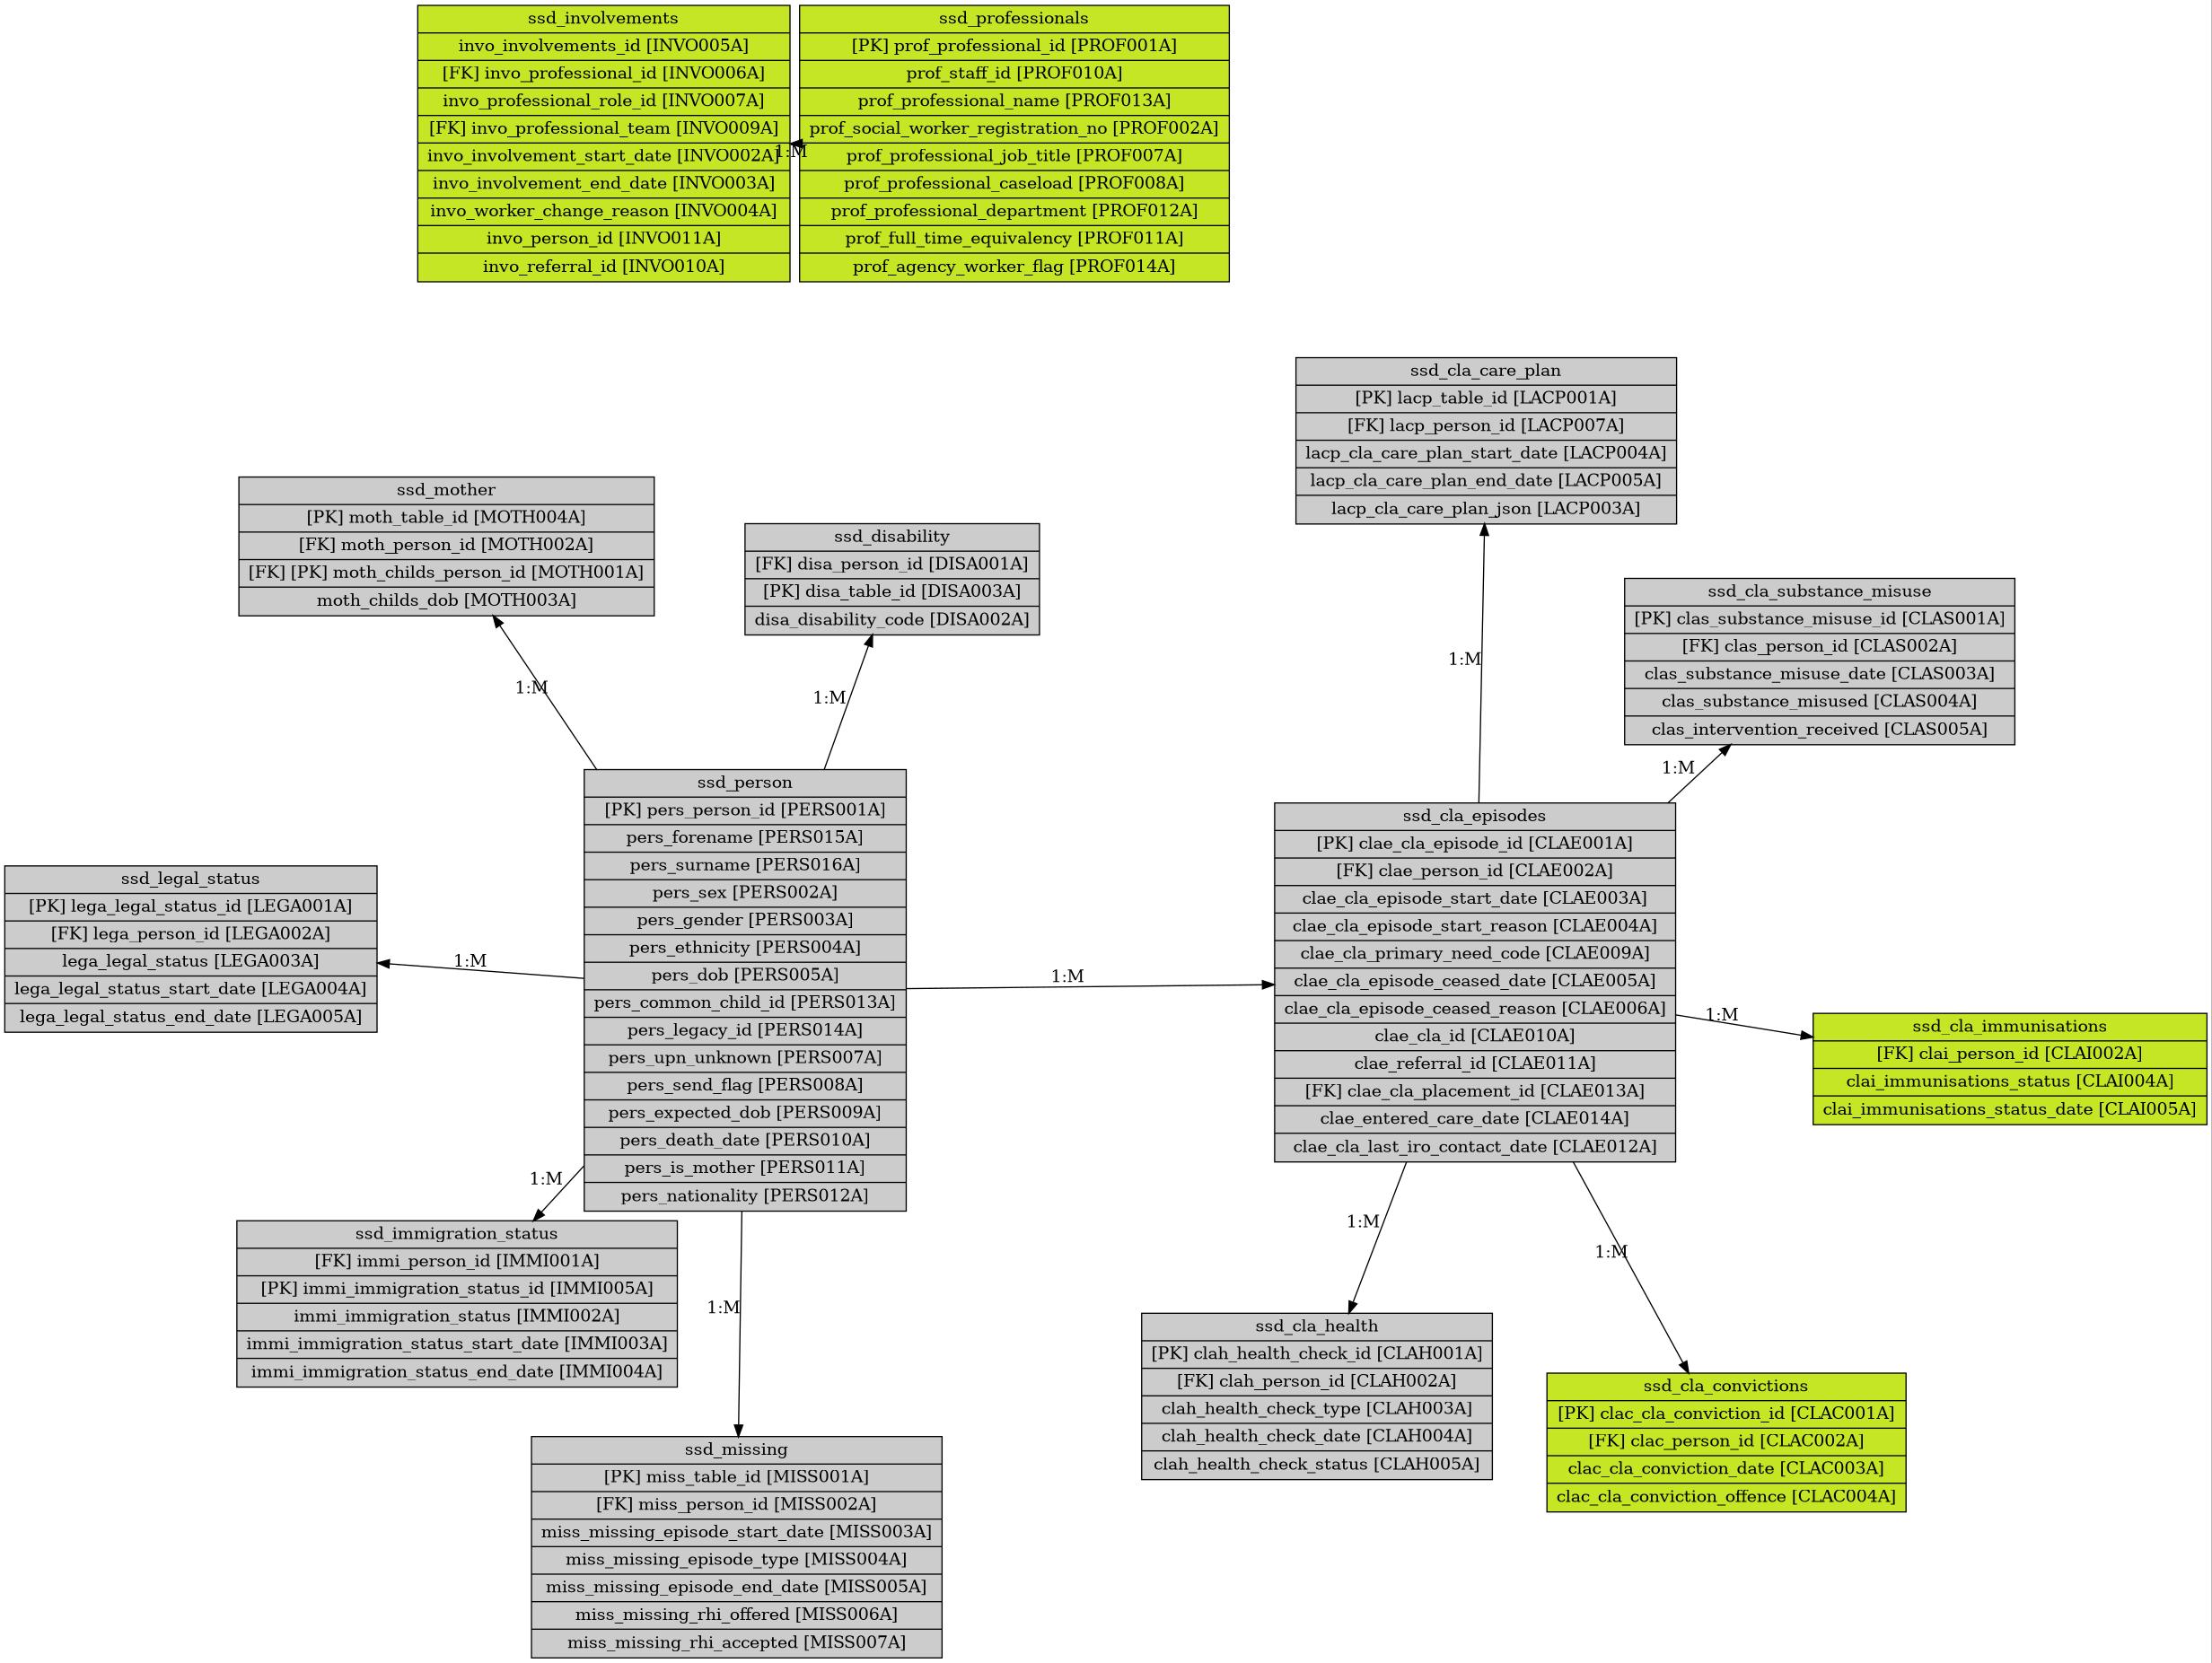 ssd_involvements
invo_involvements_id [INVO005A]
[FK] invo_professional_id [INVO006A]
invo_professional_role_id [INVO007A]
[FK] invo_professional_team [INVO009A]
invo_involvement_start_date [INVO002A]
invo_involvement_end_date [INVO003A]
invo_worker_change_reason [INVO004A]
invo_person_id [INVO011A]
invo_referral_id [INVO010A]
1:M
ssd_professionals
[PK] prof_professional_id [PROF001A]
prof_staff_id [PROF010A]
prof_professional_name [PROF013A]
prof_social_worker_registration_no [PROF002A]
prof_professional_job_title [PROF007A]
prof_professional_caseload [PROF008A]
prof_professional_department [PROF012A]
prof_full_time_equivalency [PROF011A]
prof_agency_worker_flag [PROF014A]
ssd_cla_care_plan
[PK] lacp_table_id [LACP001A]
[FK] lacp_person_id [LACP007A]
lacp_cla_care_plan_start_date [LACP004A]
lacp_cla_care_plan_end_date [LACP005A]
lacp_cla_care_plan_json [LACP003A]
ssd_mother
[PK] moth_table_id [MOTH004A]
[FK] moth_person_id [MOTH002A]
[FK] [PK] moth_childs_person_id [MOTH001A]
moth_childs_dob [MOTH003A]
ssd_disability
[FK] disa_person_id [DISA001A]
[PK] disa_table_id [DISA003A]
disa_disability_code [DISA002A]
ssd_cla_substance_misuse
[PK] clas_substance_misuse_id [CLAS001A]
[FK] clas_person_id [CLAS002A]
clas_substance_misuse_date [CLAS003A]
clas_substance_misused [CLAS004A]
clas_intervention_received [CLAS005A]
1:M
1:M
1:M
1:M
ssd_person
[PK] pers_person_id [PERS001A]
pers_forename [PERS015A]
pers_surname [PERS016A]
pers_sex [PERS002A]
pers_gender [PERS003A]
pers_ethnicity [PERS004A]
pers_dob [PERS005A]
pers_common_child_id [PERS013A]
pers_legacy_id [PERS014A]
pers_upn_unknown [PERS007A]
pers_send_flag [PERS008A]
pers_expected_dob [PERS009A]
pers_death_date [PERS010A]
pers_is_mother [PERS011A]
pers_nationality [PERS012A]
ssd_cla_episodes
[PK] clae_cla_episode_id [CLAE001A]
[FK] clae_person_id [CLAE002A]
clae_cla_episode_start_date [CLAE003A]
clae_cla_episode_start_reason [CLAE004A]
clae_cla_primary_need_code [CLAE009A]
clae_cla_episode_ceased_date [CLAE005A]
clae_cla_episode_ceased_reason [CLAE006A]
clae_cla_id [CLAE010A]
clae_referral_id [CLAE011A]
[FK] clae_cla_placement_id [CLAE013A]
clae_entered_care_date [CLAE014A]
clae_cla_last_iro_contact_date [CLAE012A]
ssd_legal_status
[PK] lega_legal_status_id [LEGA001A]
[FK] lega_person_id [LEGA002A]
lega_legal_status [LEGA003A]
lega_legal_status_start_date [LEGA004A]
lega_legal_status_end_date [LEGA005A]
1:M
1:M
1:M
ssd_cla_immunisations
[FK] clai_person_id [CLAI002A]
clai_immunisations_status [CLAI004A]
clai_immunisations_status_date [CLAI005A]
1:M
1:M
1:M
1:M
ssd_immigration_status
[FK] immi_person_id [IMMI001A]
[PK] immi_immigration_status_id [IMMI005A]
immi_immigration_status [IMMI002A]
immi_immigration_status_start_date [IMMI003A]
immi_immigration_status_end_date [IMMI004A]
ssd_cla_health
[PK] clah_health_check_id [CLAH001A]
[FK] clah_person_id [CLAH002A]
clah_health_check_type [CLAH003A]
clah_health_check_date [CLAH004A]
clah_health_check_status [CLAH005A]
ssd_cla_convictions
[PK] clac_cla_conviction_id [CLAC001A]
[FK] clac_person_id [CLAC002A]
clac_cla_conviction_date [CLAC003A]
clac_cla_conviction_offence [CLAC004A]
ssd_missing
[PK] miss_table_id [MISS001A]
[FK] miss_person_id [MISS002A]
miss_missing_episode_start_date [MISS003A]
miss_missing_episode_type [MISS004A]
miss_missing_episode_end_date [MISS005A]
miss_missing_rhi_offered [MISS006A]
miss_missing_rhi_accepted [MISS007A]